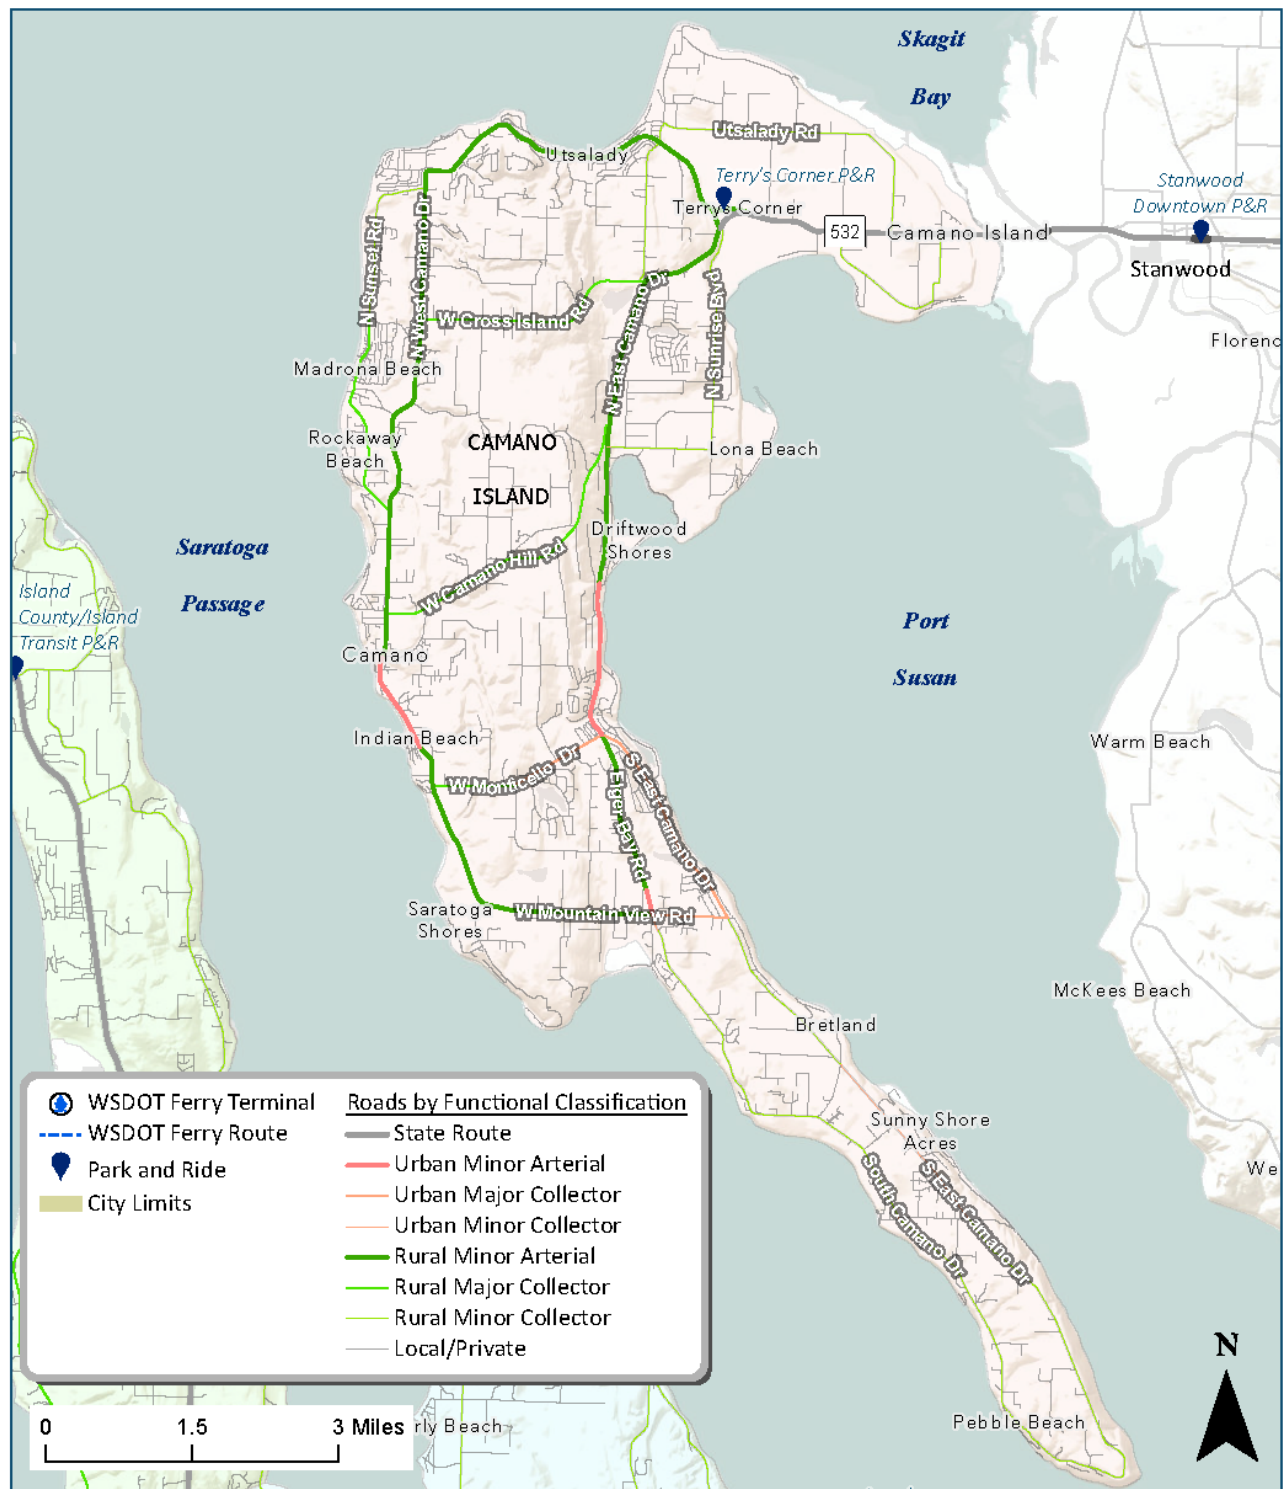 Skagit
Bay
Utsalady Rd
Utsalady
Terry's Corner P&R
Stanwood
Downtown P&R
Terrys Corner
532
Camano Island
Stanwood
N Sunset Rd
N West Camano Dr
W Cross Island Rd
N East Camano Dr
N Sunrise Blvd
Florenc
Madrona Beach
Rockaway
Beach
CAMANO
ISLAND
Lona Beach
Driftwood
Shores
Saratoga
Passage
W Camano Hill Rd
Island
County/Island
Transit P&R
Port
Susan
Camano
Indian Beach
Warm Beach
W Monticello Dr
Elger Bay Rd
S East Camano Dr
Saratoga
Shores
W Mountain View Rd
McKees Beach
Bretland
Sunny Shore
Acres
We
South Camano Dr
S East Camano Dr
Pebble Beach
WSDOT Ferry Terminal
WSDOT Ferry Route
Park and Ride
City Limits
Roads by Functional Classification
State Route
Urban Minor Arterial
Urban Major Collector
Urban Minor Collector
Rural Minor Arterial
Rural Major Collector
Rural Minor Collector
Local/Private
N
0 1.5 3 Miles
rly Beach